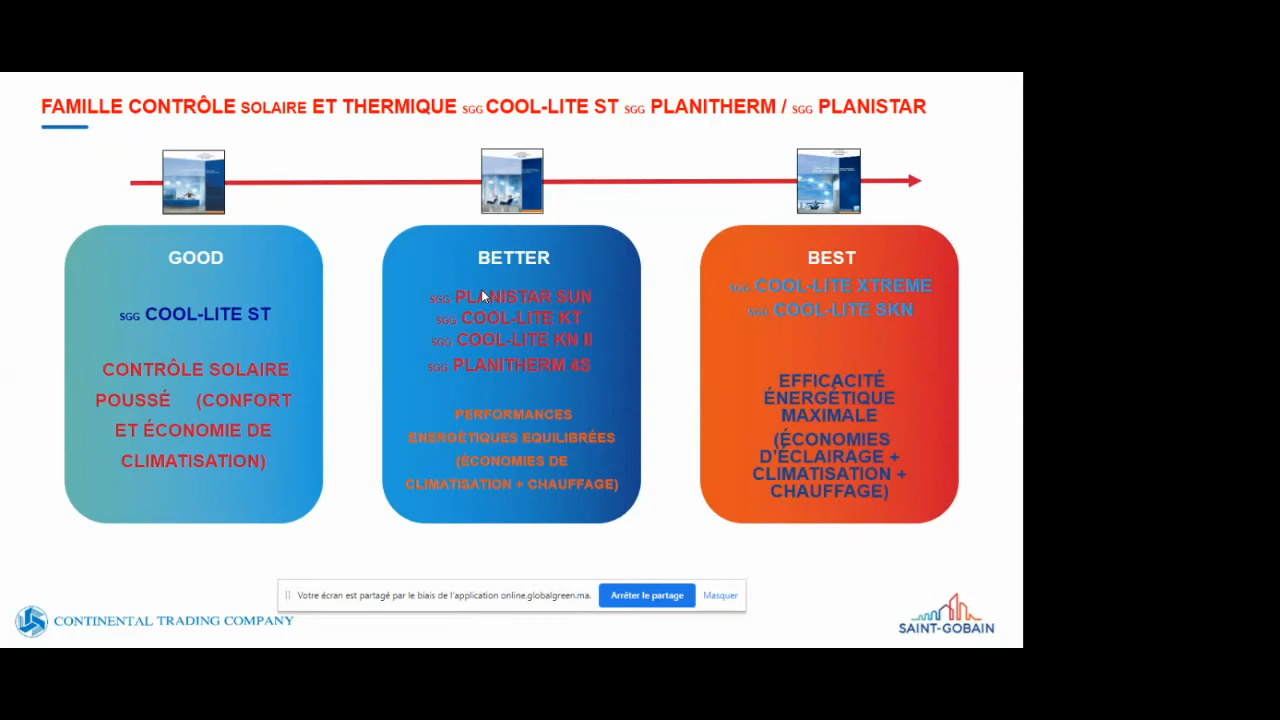 FAMILLE CONTRÔLE SOLAIRE ET THERMIQUE SGG COOL-LITE ST SGG PLANITHERM / SGG PLANISTAR
GOOD
SGG COOL-LITE ST
CONTRÔLE SOLAIRE
POUSSÉ (CONFORT
ET ÉCONOMIE DE
CLIMATISATION)
BETTER
SGG PLANISTAR SUN
SGG COOL-LITE KT
SGG COOL-LITE KN II
SGG PLANITHERM 4S
PERFORMANCES
ENERGÉTIQUES EQUILIBRÉES
(ÉCONOMIES DE
CLIMATISATION + CHAUFFAGE)
BEST
SGG COOL-LITE XTREME
SGG COOL-LITE SKN
EFFICACITÉ
ÉNERGÉTIQUE
MAXIMALE
(ÉCONOMIES
D'ÉCLAIRAGE +
CLIMATISATION +
CHAUFFAGE)
Votre écran est partagé par le biais de l'application online.globalgreen.ma.
Arrêter le partage
Masquer
CONTINENTAL TRADING COMPANY
SAINT-GOBAIN